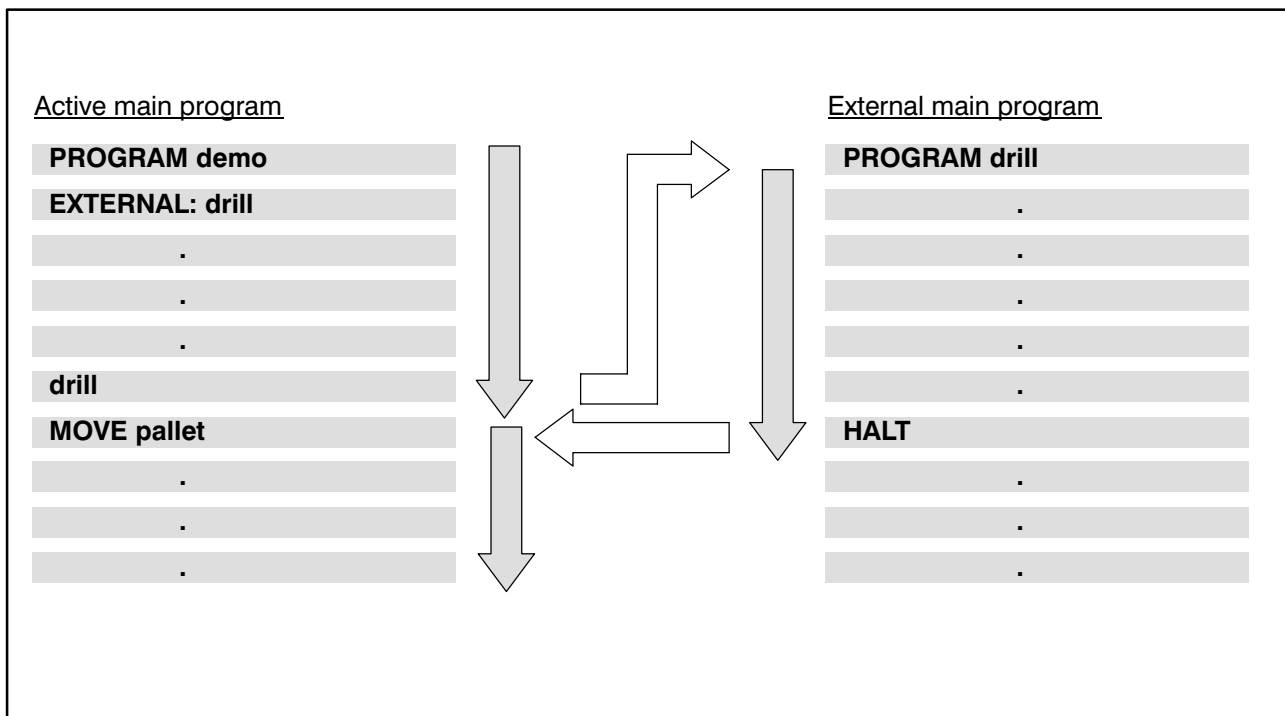 Active main program
PROGRAM demo
EXTERNAL: drill
.
.
.
drill
MOVE pallet
.
.
.
External main program
PROGRAM drill
.
.
.
.
.
HALT
.
.
.